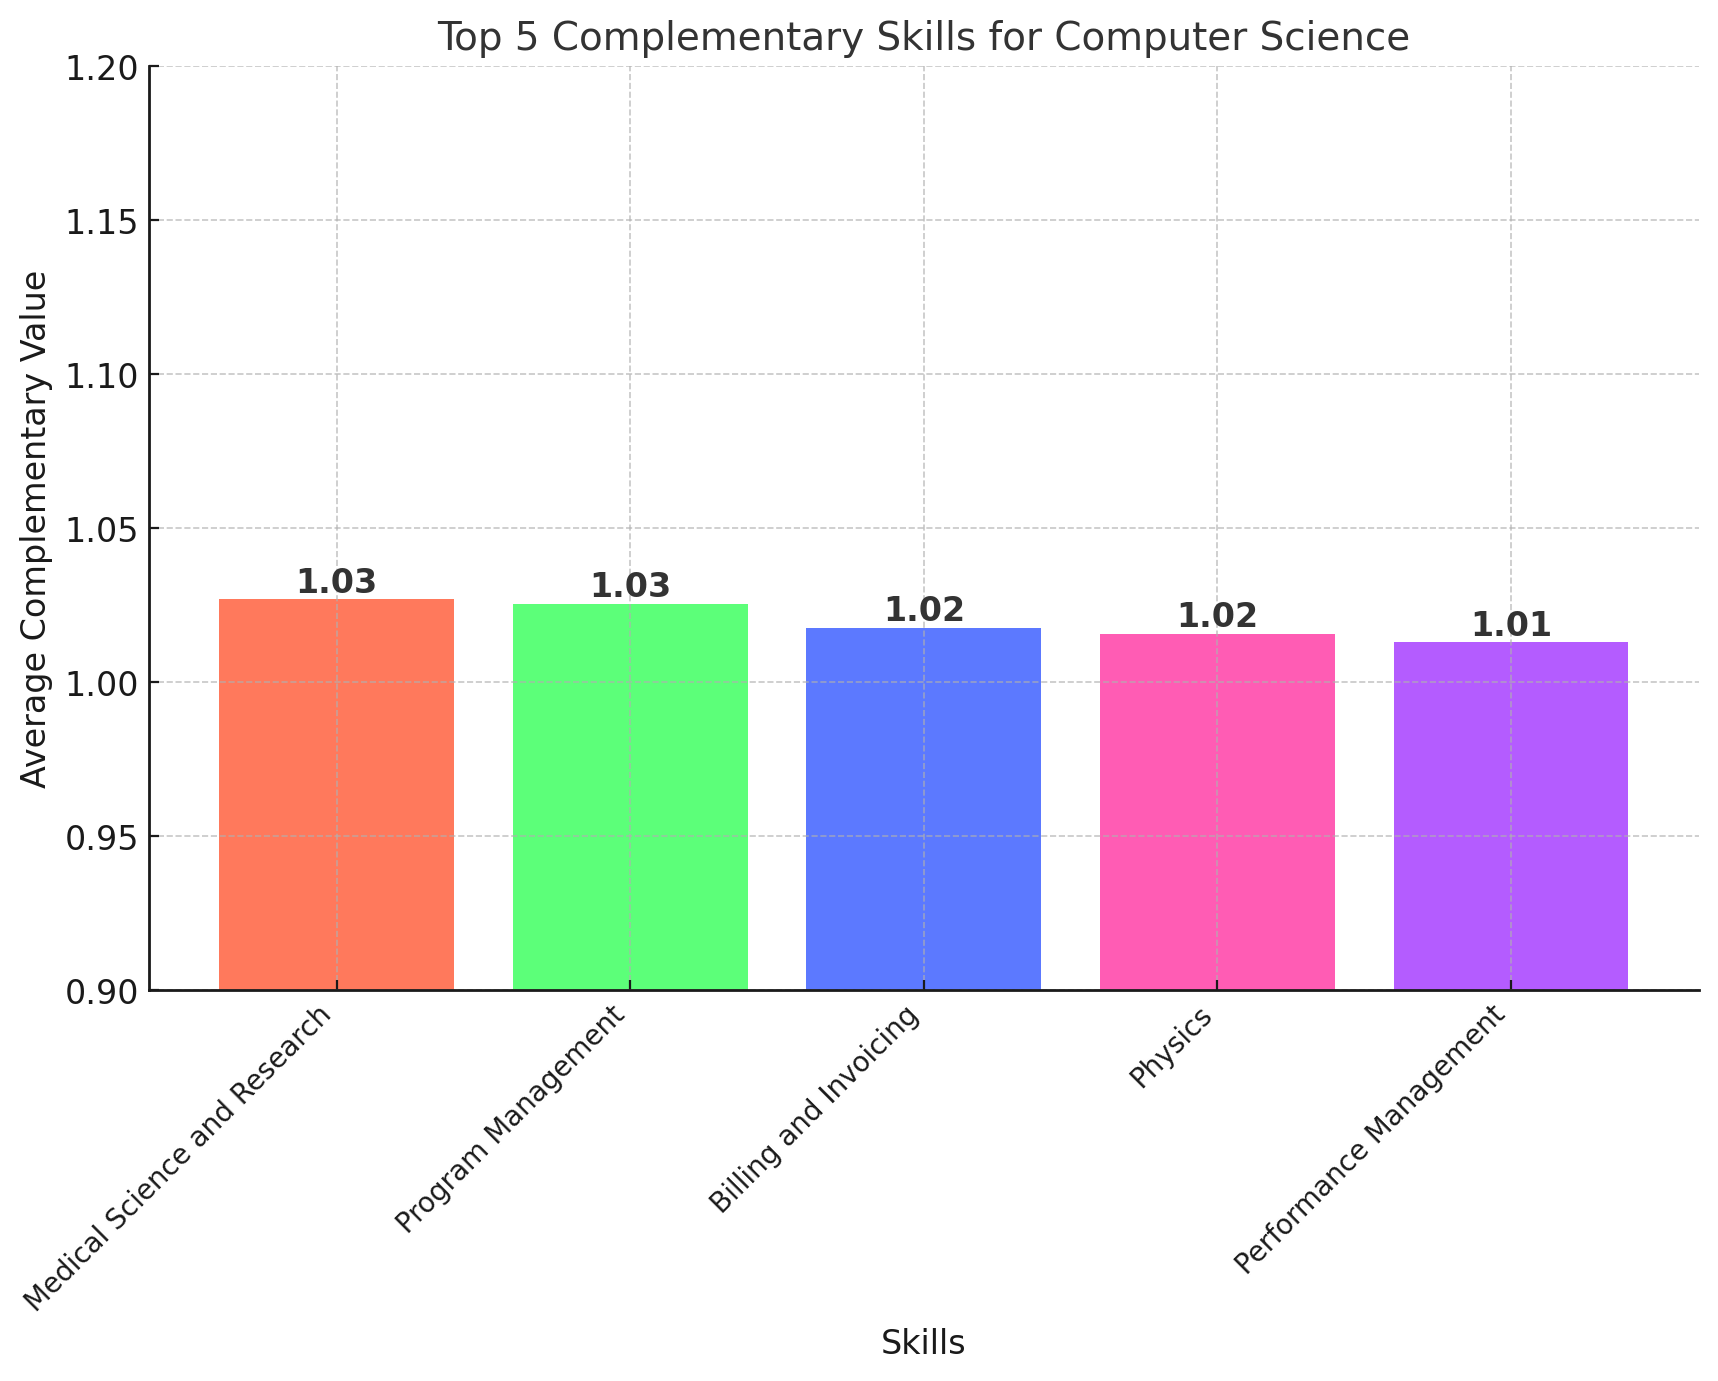 Top 5 Complementary Skills for Computer Science
Average Complementary Value
1.20
1.15
1.10
1.05
1.00
0.95
0.90
1.03
1.03
1.02
1.02
1.01
Medical Science and Research
Program Management
Billing and Invoicing
Physics
Performance Management
Skills